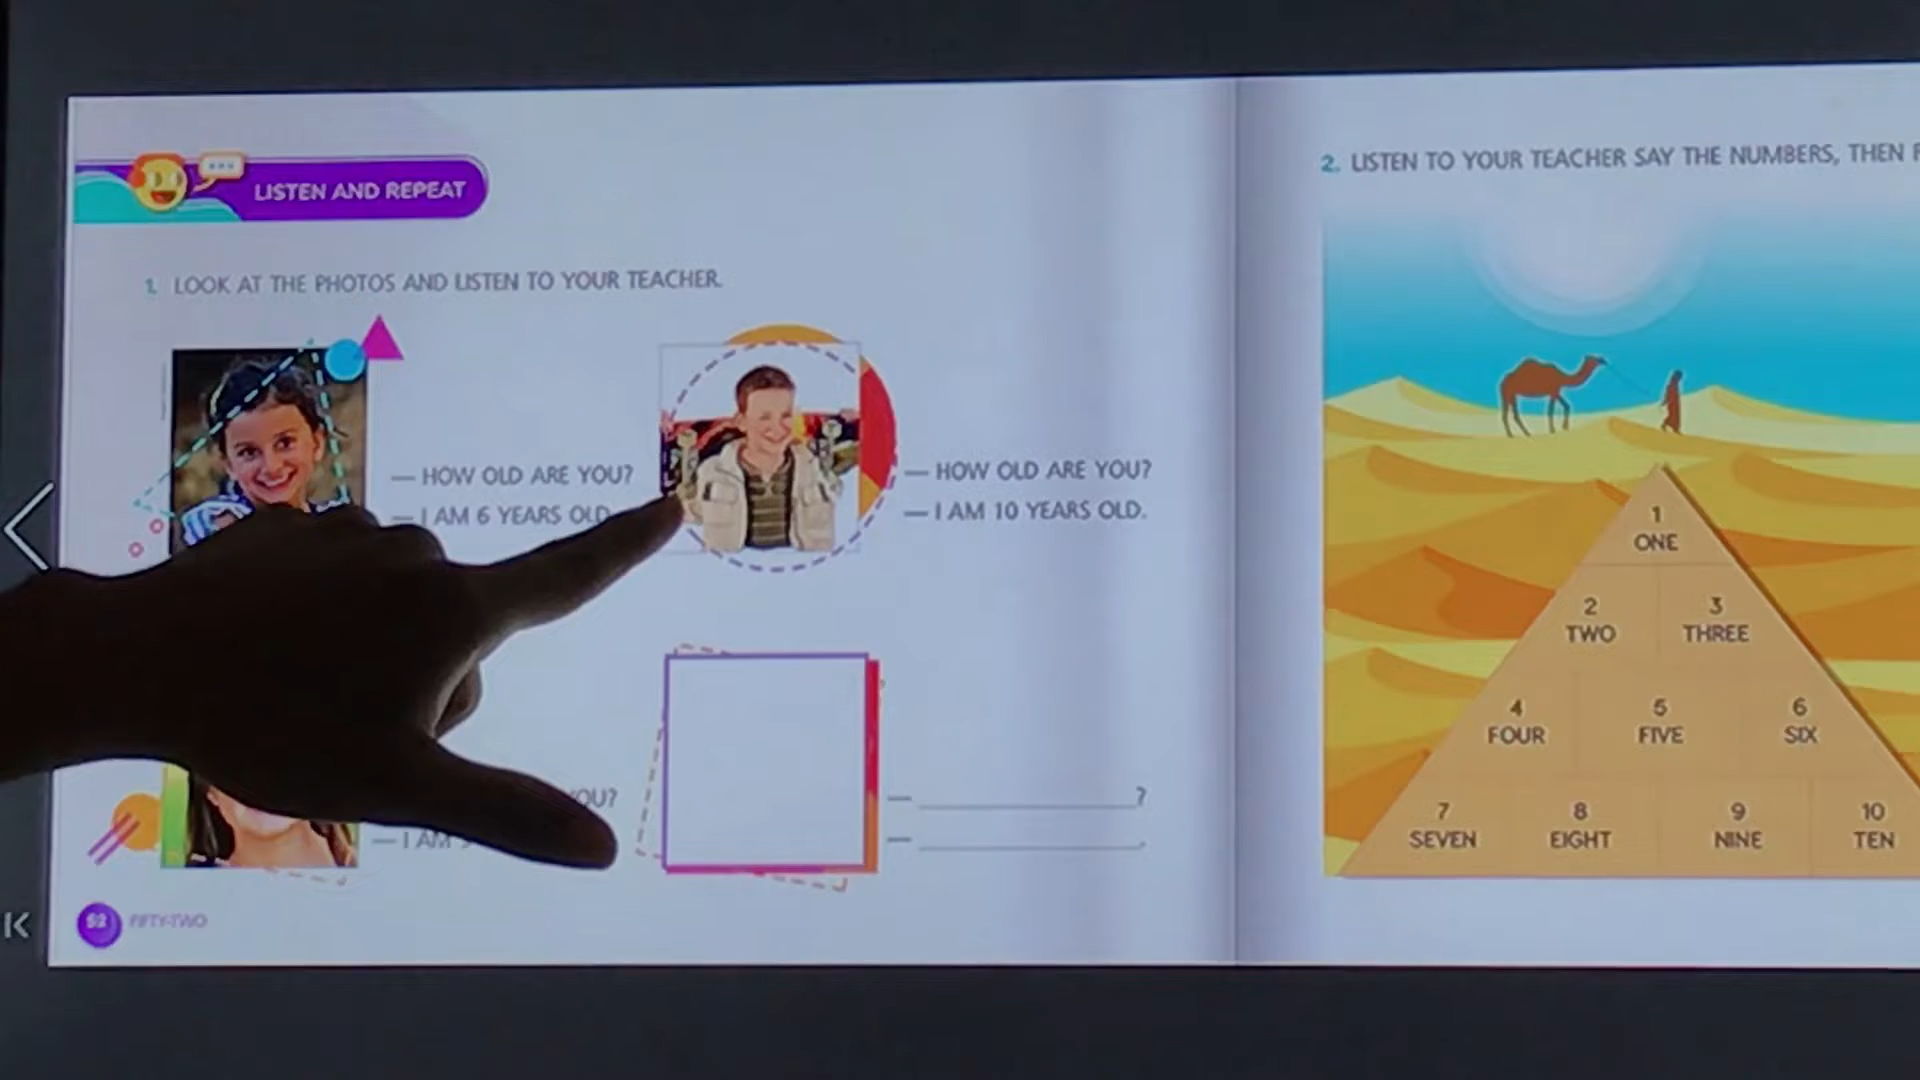 LISTEN AND REPEAT
1. LOOK AT THE PHOTOS AND LISTEN TO YOUR TEACHER.
— HOW OLD ARE YOU?
— I AM 6 YEARS OLD
— HOW OLD ARE YOU?
— I AM 10 YEARS OLD.
YOU?
— I AM
— ?
— .
52 FIFTY-TWO
2. LISTEN TO YOUR TEACHER SAY THE NUMBERS, THEN
1
ONE
2 3
TWO THREE
4 5 6
FOUR FIVE SIX
7 8 9 10
SEVEN EIGHT NINE TEN